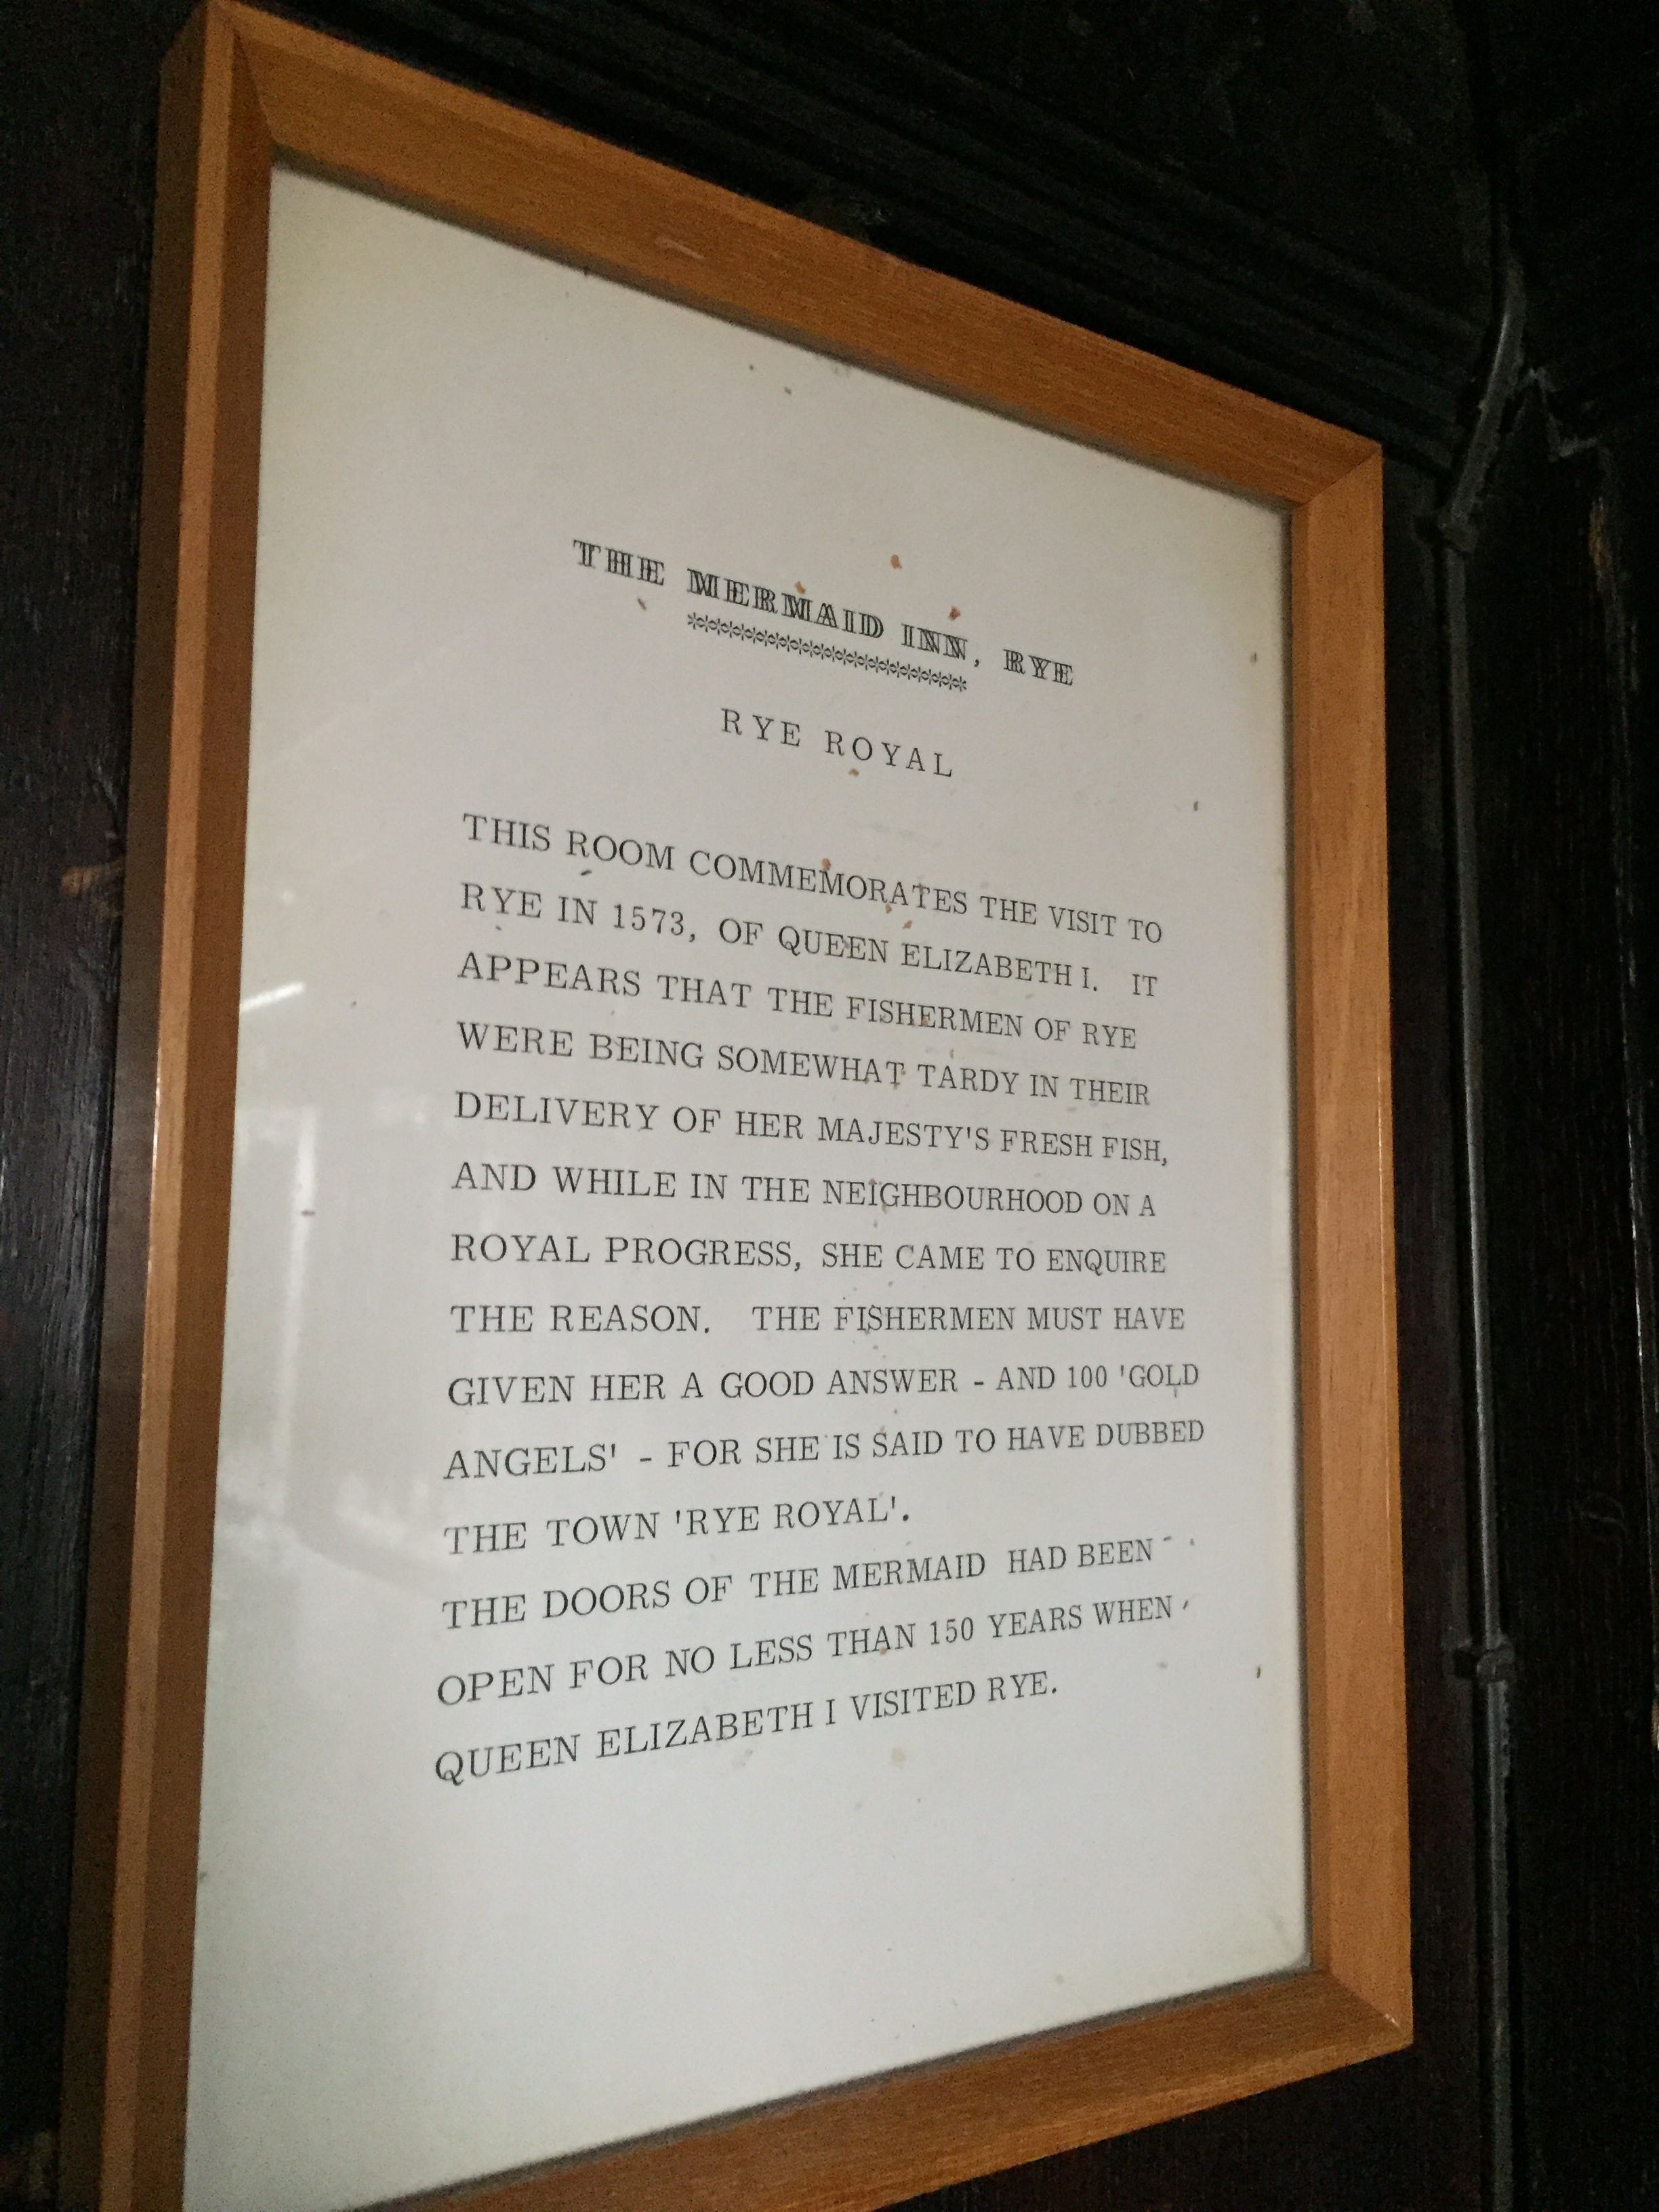 THE MERMAID INN, RYE
************************
RYE ROYAL
THIS ROOM COMMEMORATES THE VISIT TO
RYE IN 1573, OF QUEEN ELIZABETH I. IT
APPEARS THAT THE FISHERMEN OF RYE
WERE BEING SOMEWHAT TARDY IN THEIR
DELIVERY OF HER MAJESTY'S FRESH FISH,
AND WHILE IN THE NEIGHBOURHOOD ON A
ROYAL PROGRESS, SHE CAME TO ENQUIRE
THE REASON. THE FISHERMEN MUST HAVE
GIVEN HER A GOOD ANSWER - AND 100 'GOLD
ANGELS' - FOR SHE IS SAID TO HAVE DUBBED
THE TOWN 'RYE ROYAL'.
THE DOORS OF THE MERMAID HAD BEEN
OPEN FOR NO LESS THAN 150 YEARS WHEN
QUEEN ELIZABETH I VISITED RYE.